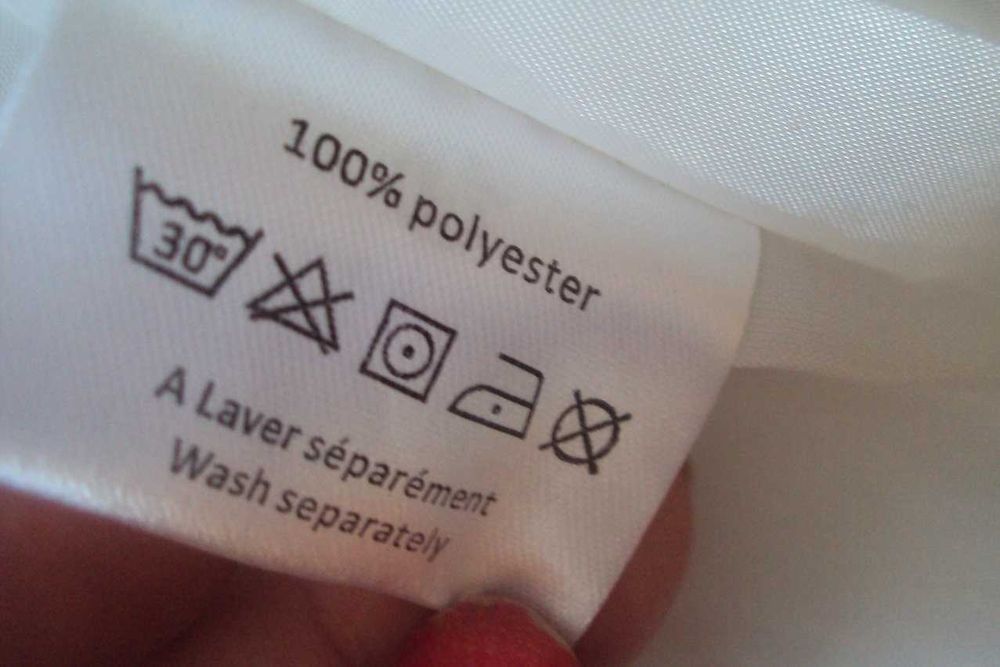 100% polyester
30°
A Laver séparément
Wash separately